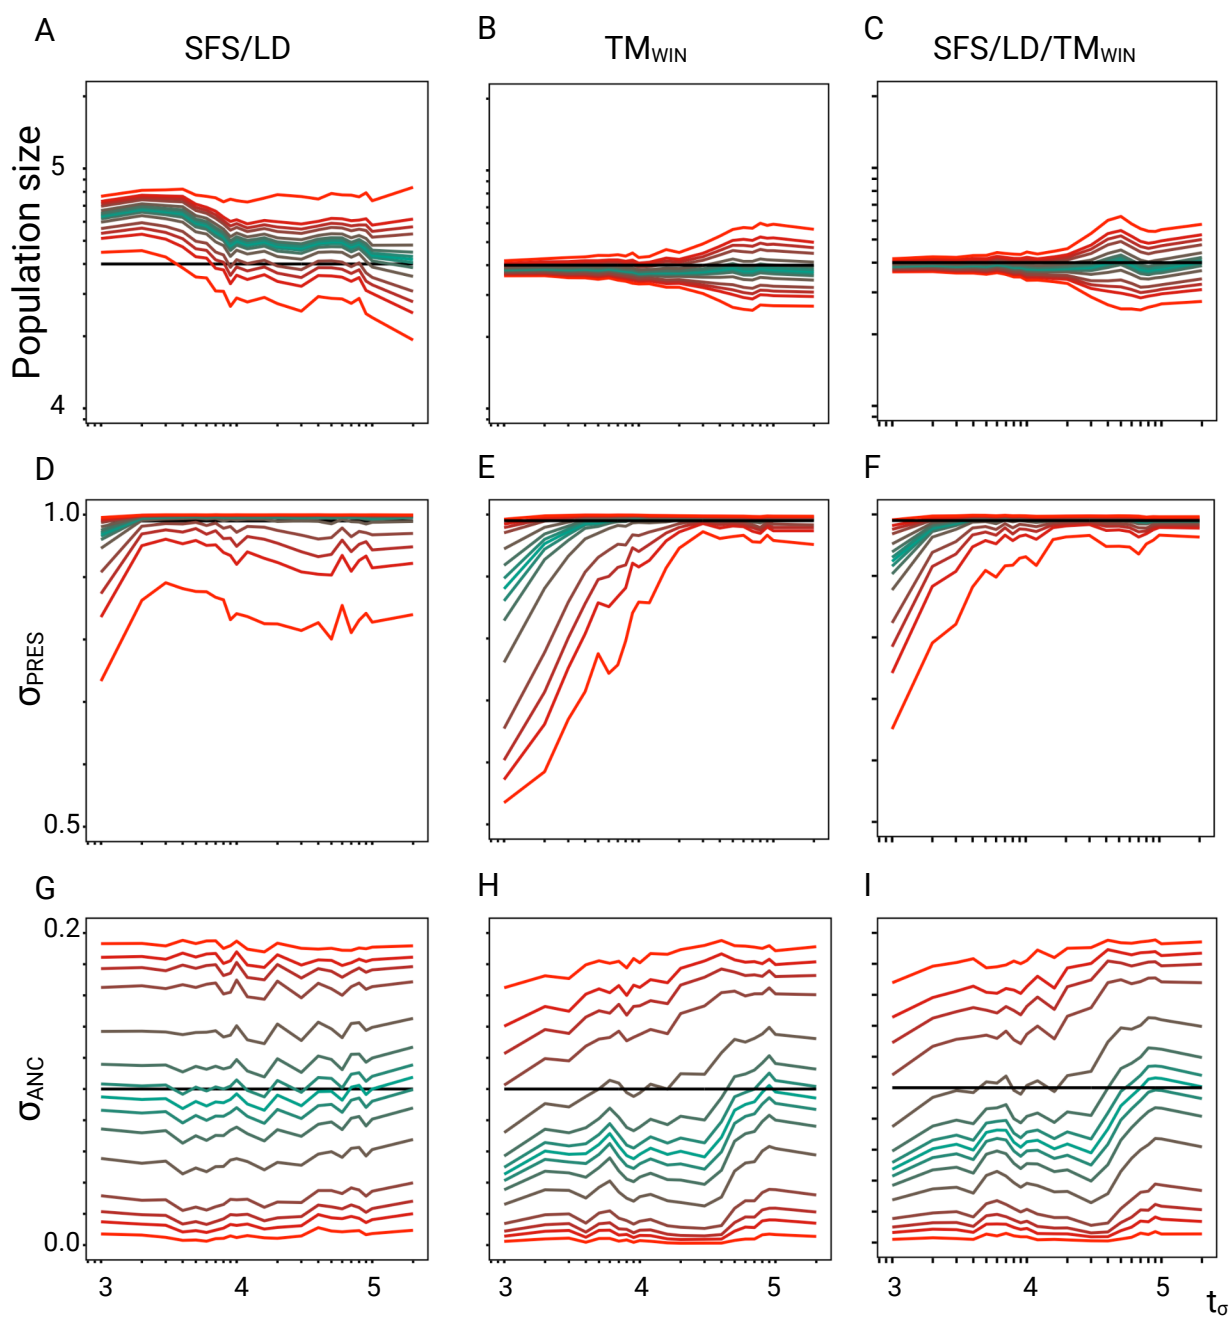 A
B
C
SFS/LD
TMWIN
SFS/LD/TMWIN
Population size
5
4
D
E
F
σPRES
1.0
0.5
G
H
I
σANC
0.2
0.0
3 4 5
3 4 5
3 4 5
tσ